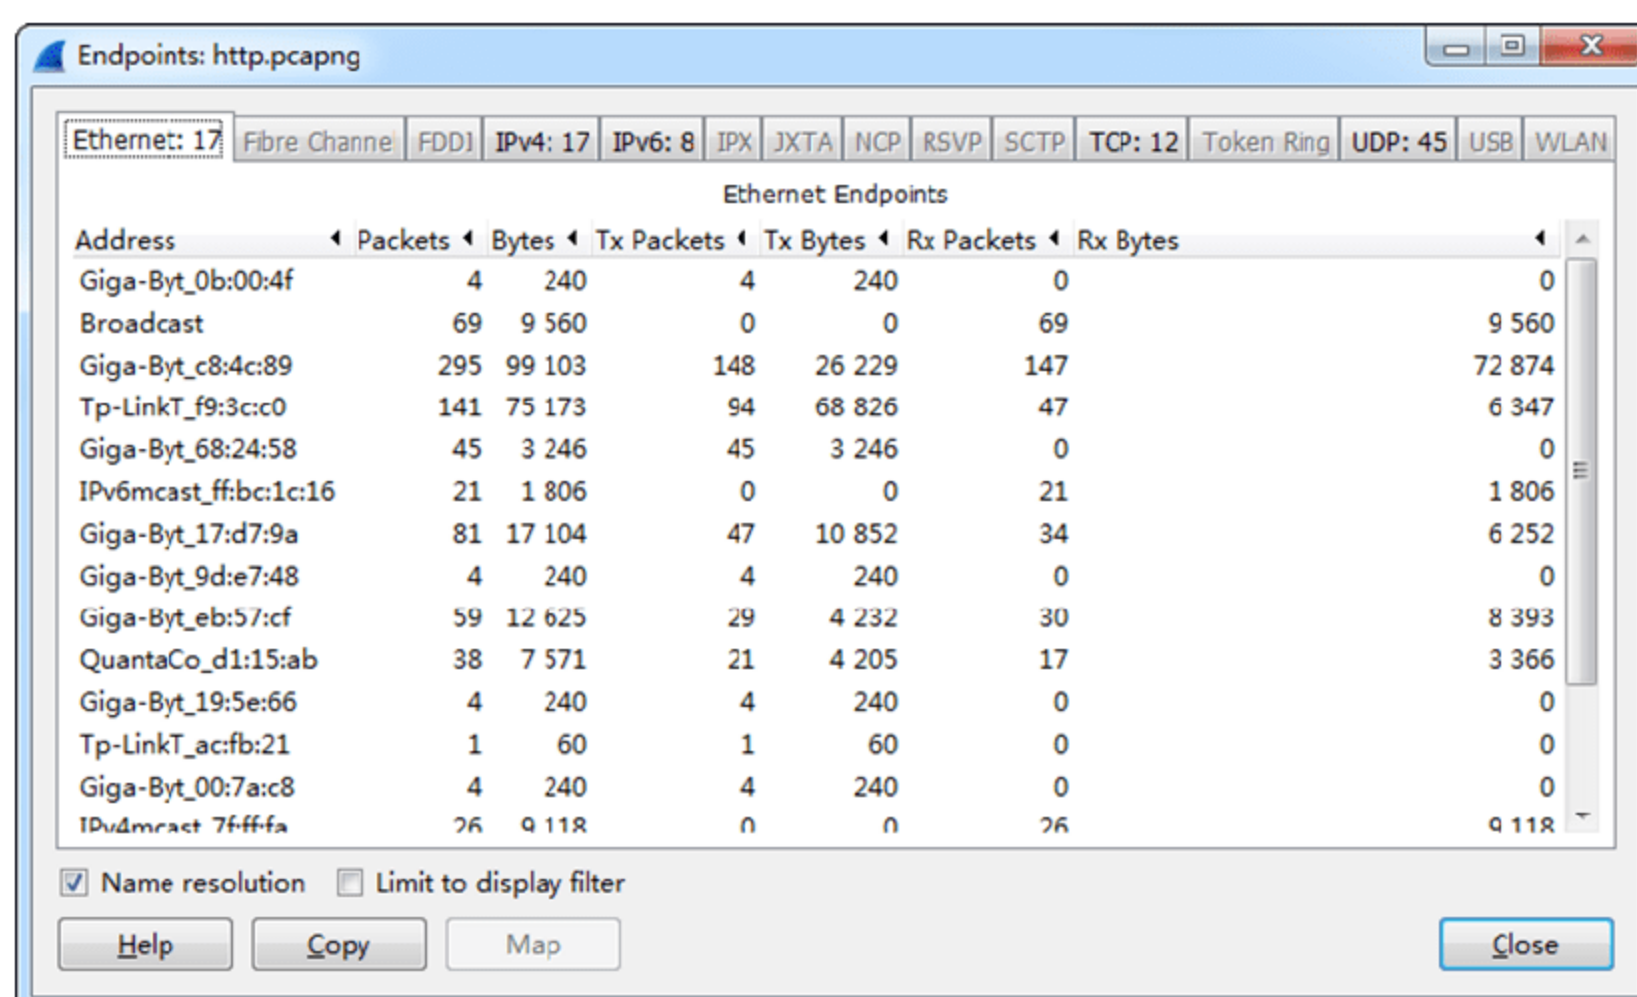 Endpoints: http.pcapng
Ethernet: 17 Fibre Channel FDDI IPv4: 17 IPv6: 8 IPX JXTA NCP RSVP SCTP TCP: 12 Token Ring UDP: 45 USB WLAN
Ethernet Endpoints
Address Packets Bytes Tx Packets Tx Bytes Rx Packets Rx Bytes
Giga-Byt_0b:00:4f 4 240 4 240 0 0
Broadcast 69 9 560 0 0 69 9 560
Giga-Byt_c8:4c:89 295 99 103 148 26 229 147 72 874
Tp-LinkT_f9:3c:c0 141 75 173 94 68 826 47 6 347
Giga-Byt_68:24:58 45 3 246 45 3 246 0 0
IPv6mcast_ff:bc:1c:16 21 1 806 0 0 21 1 806
Giga-Byt_17:d7:9a 81 17 104 47 10 852 34 6 252
Giga-Byt_9d:e7:48 4 240 4 240 0 0
Giga-Byt_eb:57:cf 59 12 625 29 4 232 30 8 393
QuantaCo_d1:15:ab 38 7 571 21 4 205 17 3 366
Giga-Byt_19:5e:66 4 240 4 240 0 0
Tp-LinkT_ac:fb:21 1 60 1 60 0 0
Giga-Byt_00:7a:c8 4 240 4 240 0 0
IPv4mcast_7f:ff:fa 26 9 118 0 0 26 9 118
Name resolution Limit to display filter
Help Copy Map Close